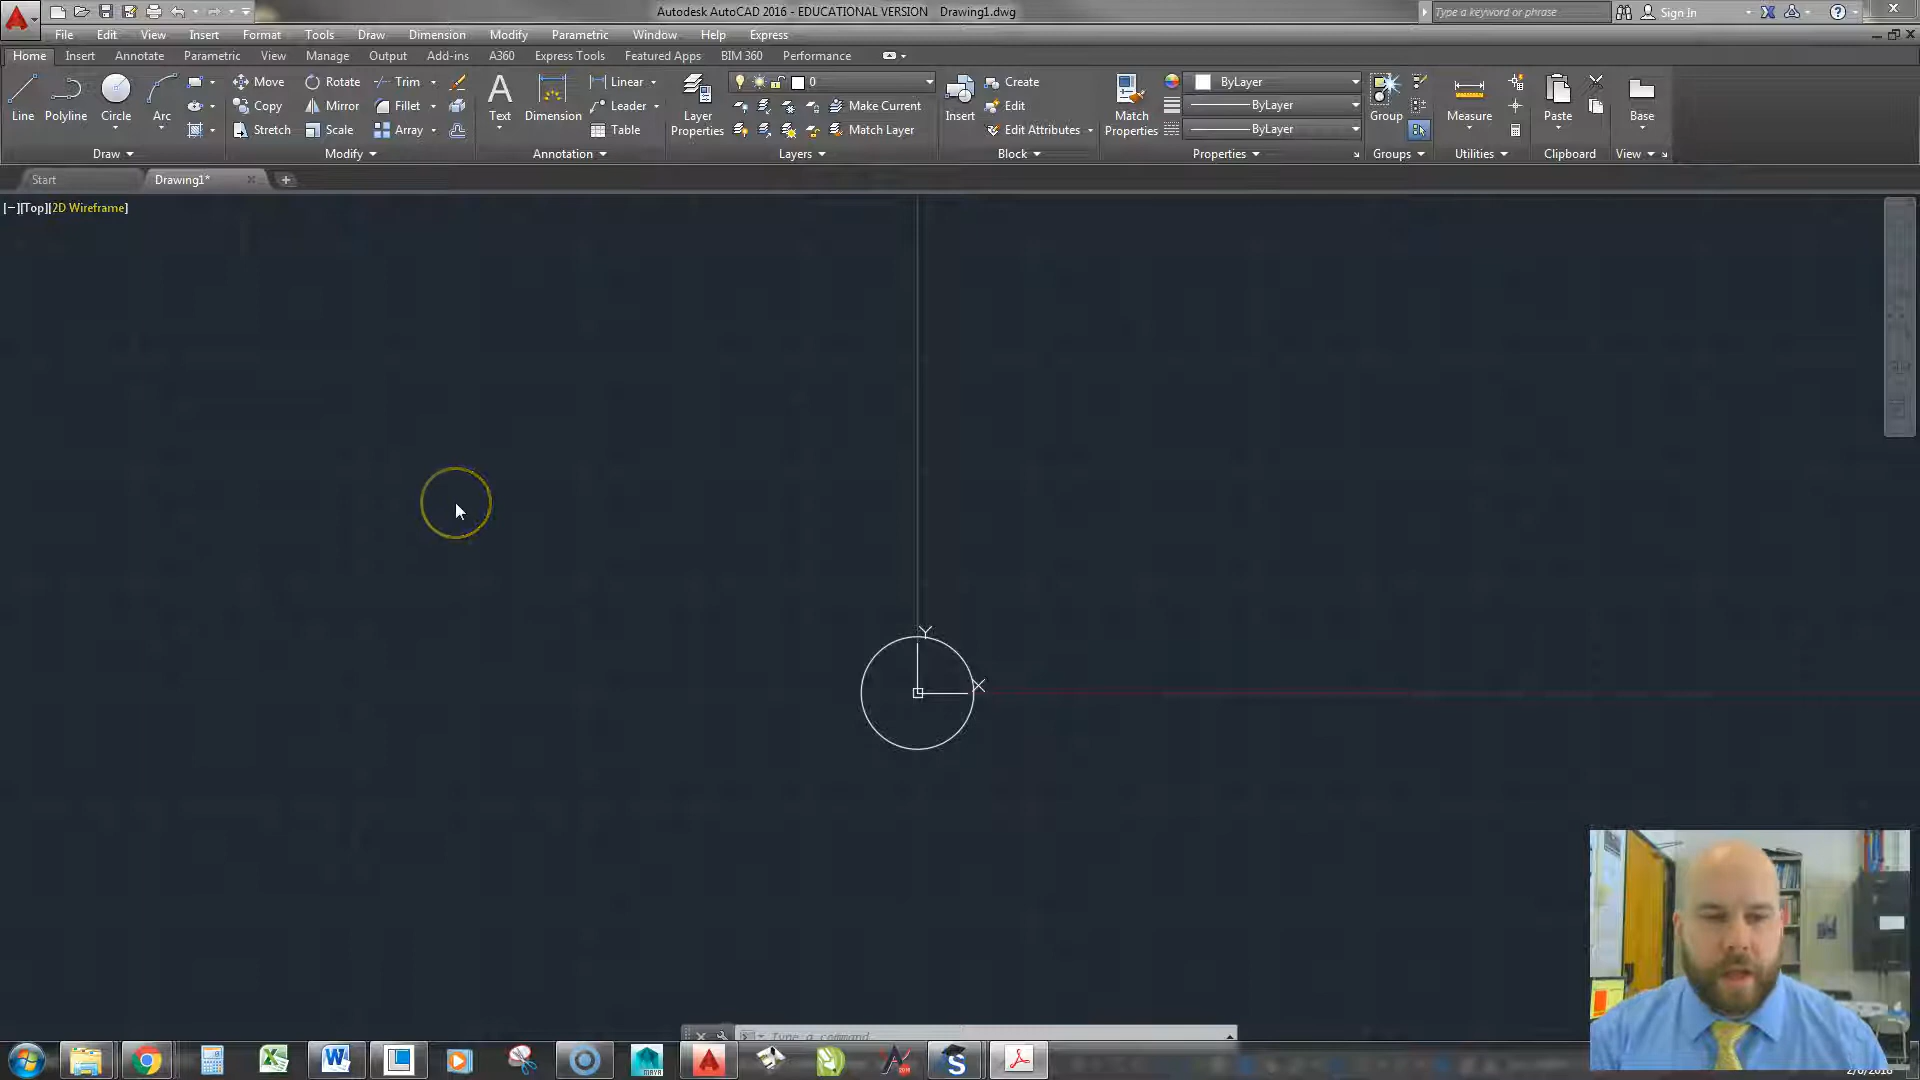 Autodesk AutoCAD 2016 - EDUCATIONAL VERSION Drawing1.dwg
Type a keyword or phrase
Sign In
File Edit View Insert Format Tools Draw Dimension Modify Parametric Window Help Express
Home Insert Annotate Parametric View Manage Output Add-ins A360 Express Tools Featured Apps BIM 360 Performance
Line Polyline Circle Arc
Draw
Move Rotate Trim
Copy Mirror Fillet
Stretch Scale Array
Modify
Text Dimension
Linear
Leader
Table
Annotation
Layer Properties
0
Make Current
Match Layer
Layers
Insert
Create
Edit
Edit Attributes
Block
Match Properties
ByLayer
ByLayer
ByLayer
Properties
Group
Groups
Measure
Utilities
Paste
Clipboard
Base
View
Start Drawing1*
[−][Top][2D Wireframe]
Y
X
Type a command
MAYA